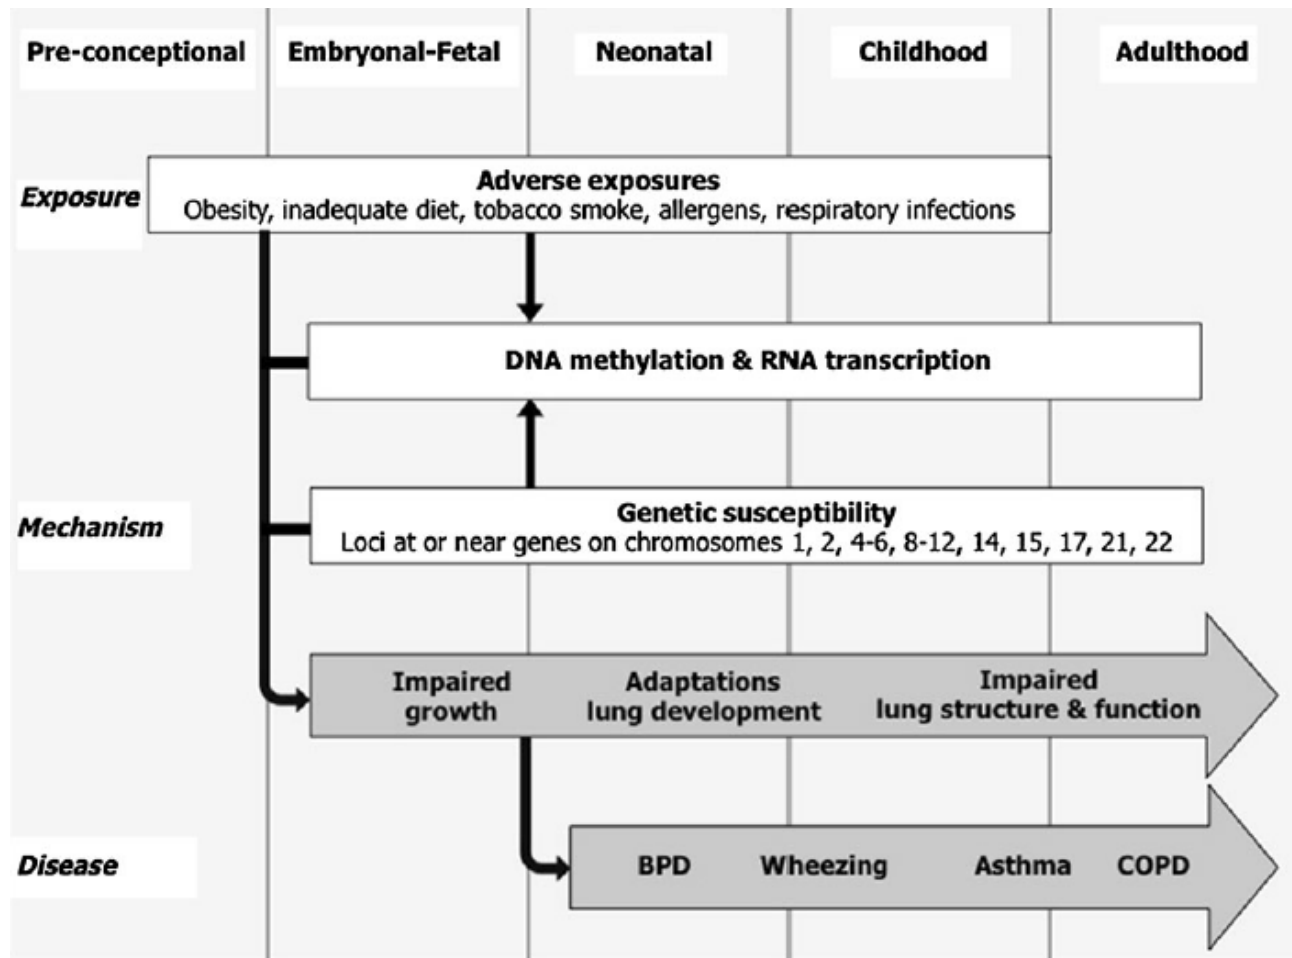 Pre-conceptional
Embryonal-Fetal
Neonatal
Childhood
Adulthood
Exposure
Adverse exposures
Obesity, inadequate diet, tobacco smoke, allergens, respiratory infections
DNA methylation & RNA transcription
Mechanism
Genetic susceptibility
Loci at or near genes on chromosomes 1, 2, 4-6, 8-12, 14, 15, 17, 21, 22
Impaired
growth
Adaptations
lung development
Impaired
lung structure & function
Disease
BPD
Wheezing
Asthma
COPD